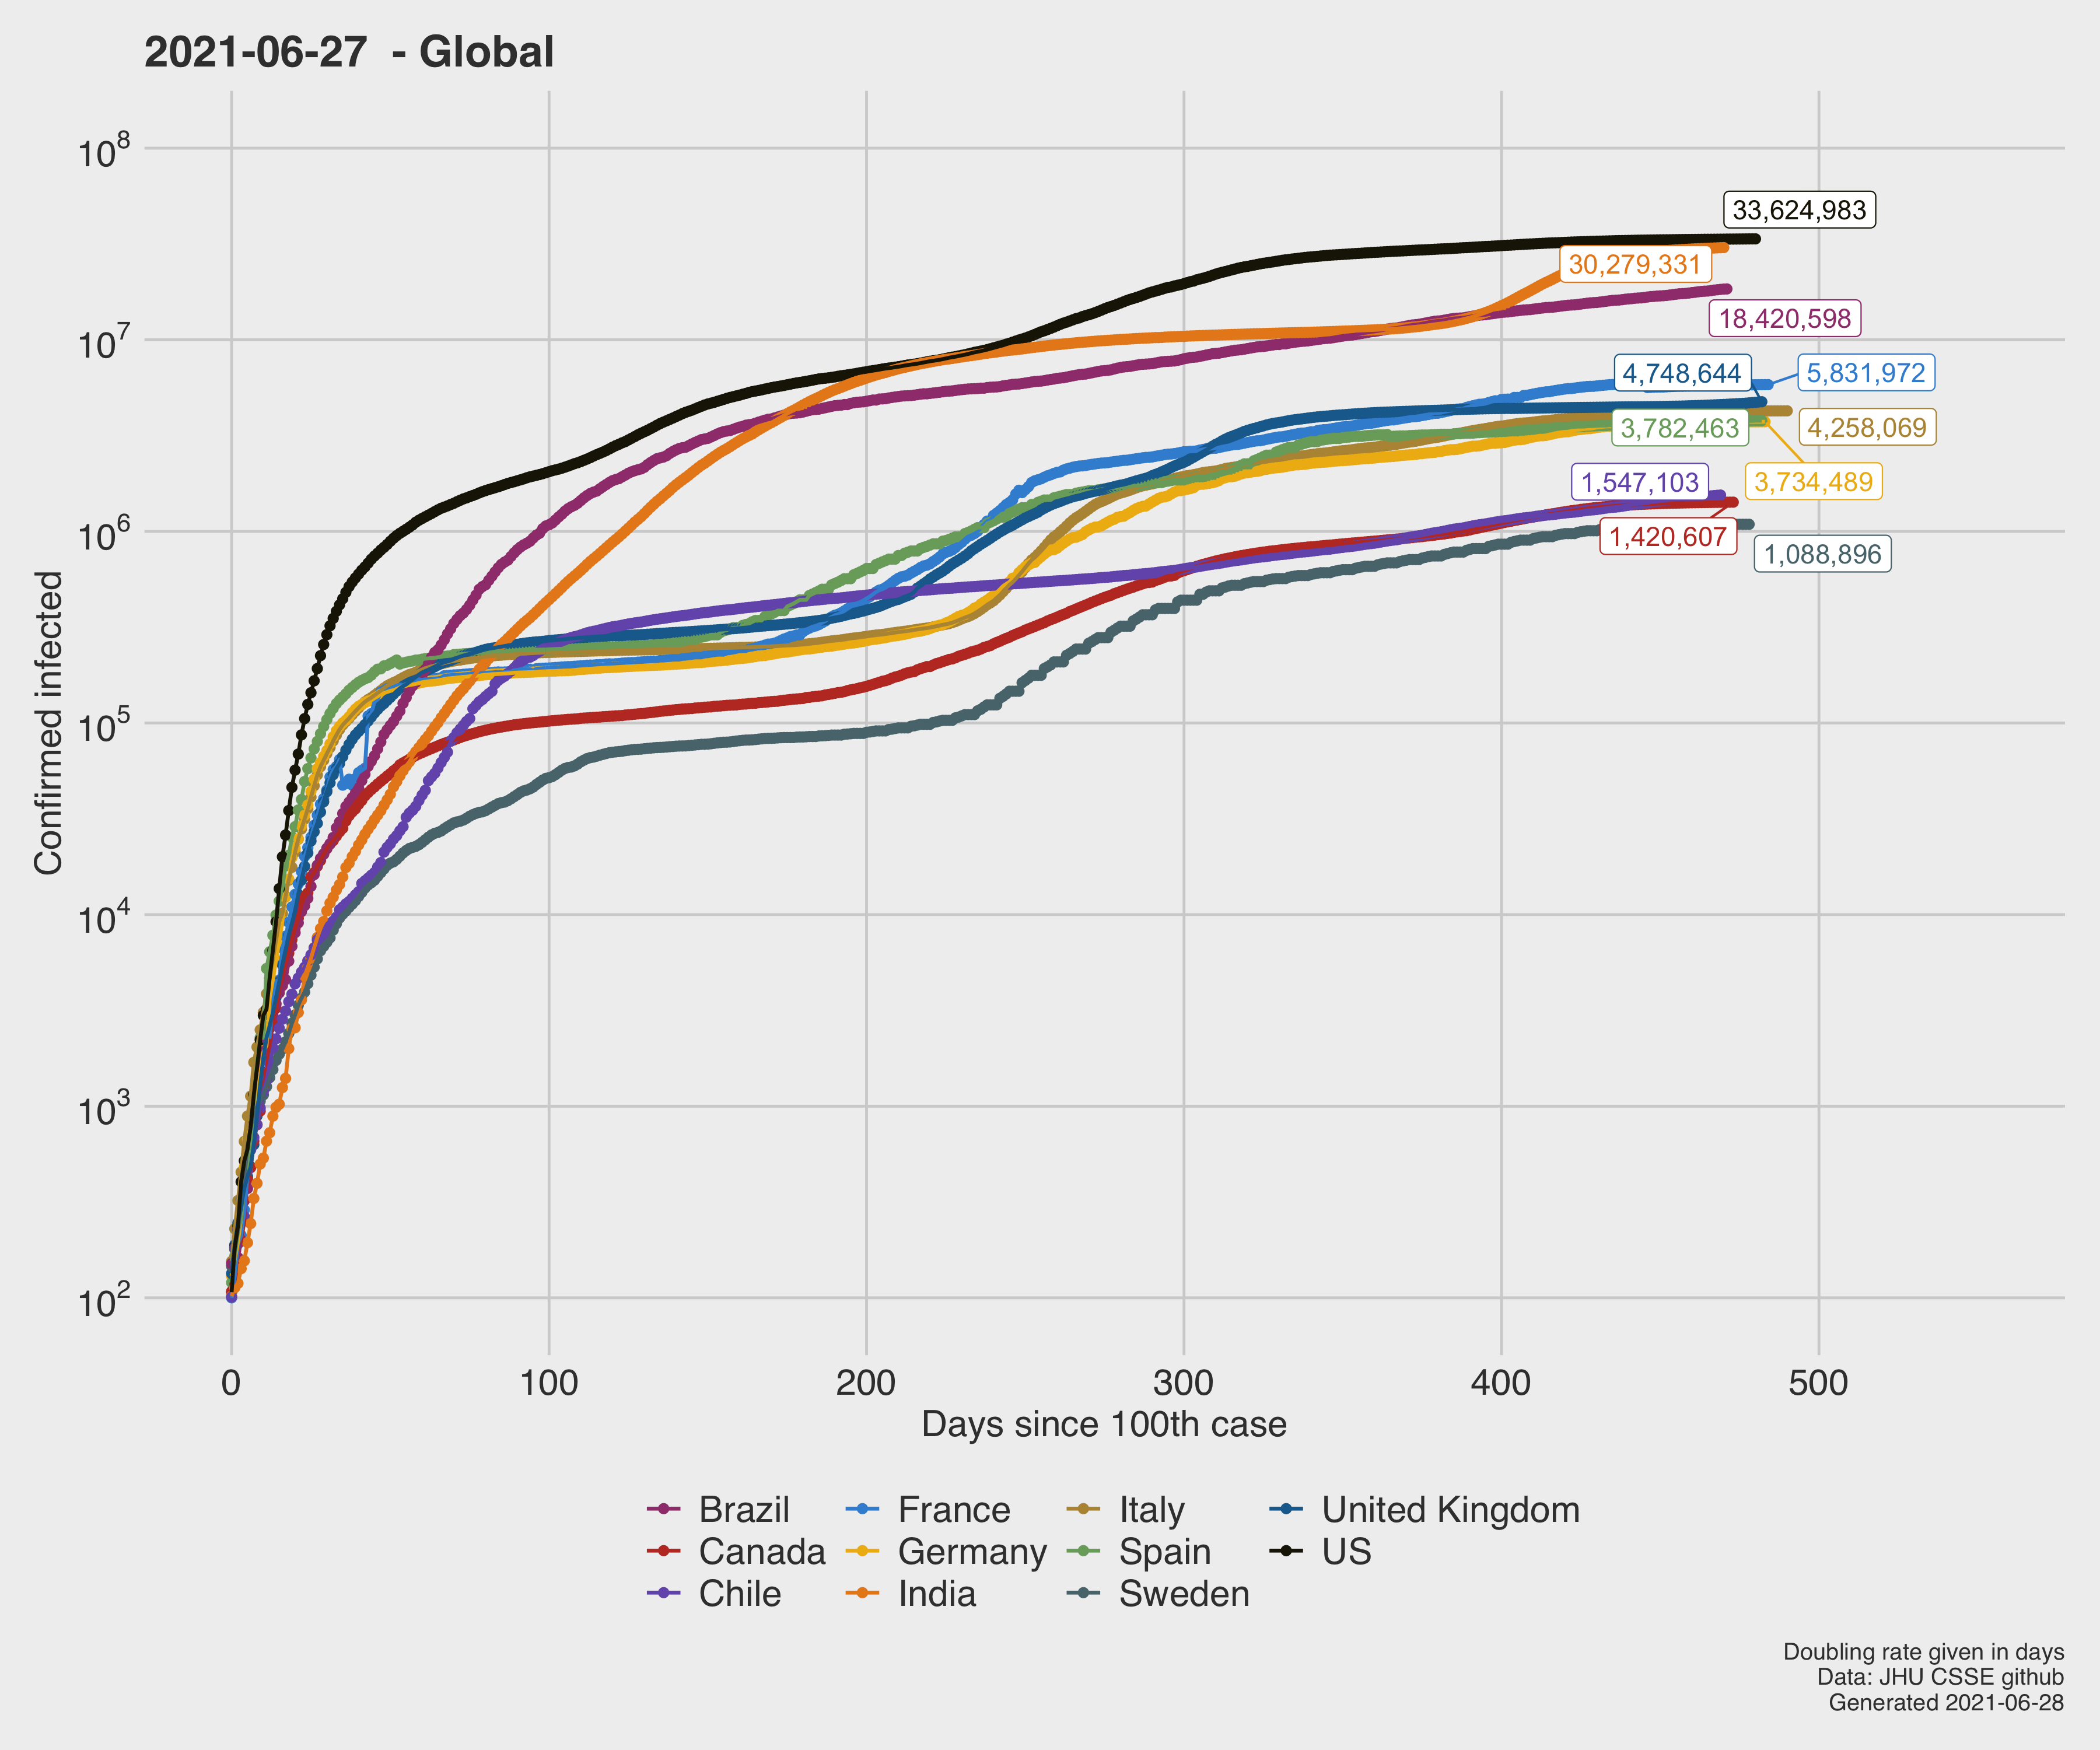 2021-06-27 - Global
Confirmed infected
10^8
10^7
10^6
10^5
10^4
10^3
10^2
33,624,983
30,279,331
18,420,598
4,748,644
5,831,972
3,782,463
4,258,069
1,547,103
3,734,489
1,420,607
1,088,896
0 100 200 300 400 500
Days since 100th case
Brazil France Italy United Kingdom
Canada Germany Spain US
Chile India Sweden
Doubling rate given in days
Data: JHU CSSE github
Generated 2021-06-28